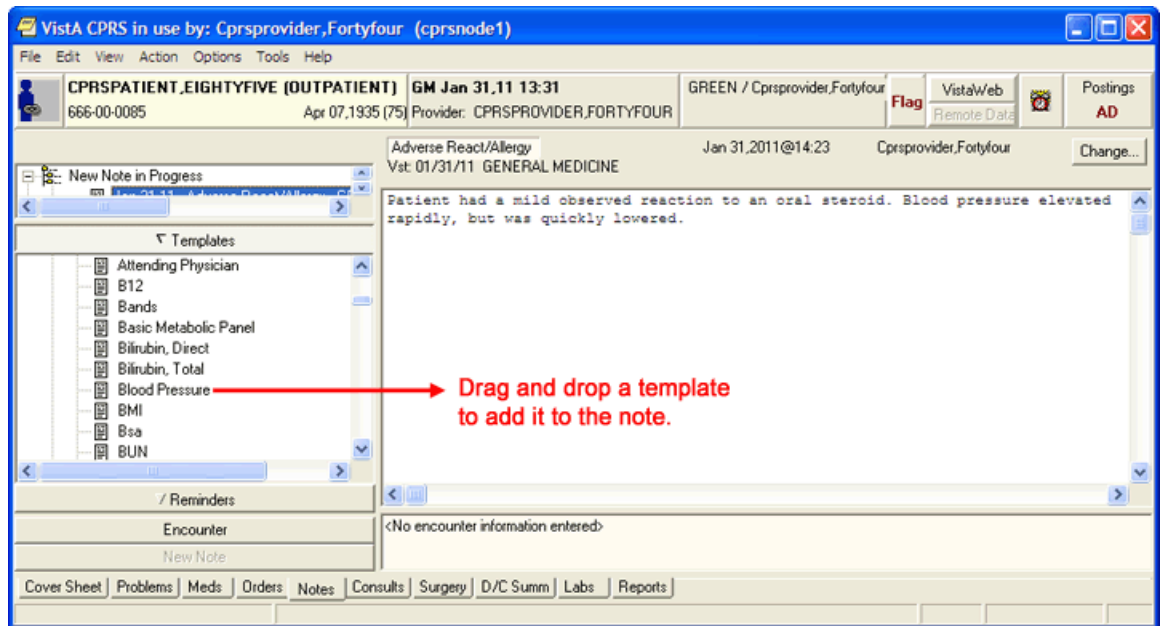 VistA CPRS in use by: Cprsprovider,Fortyfour (cprsnode1)
File Edit View Action Options Tools Help
CPRSPATIENT,EIGHTYFIVE (OUTPATIENT) GM Jan 31,11 13:31 GREEN / Cprsprovider,Fortyfour Flag VistaWeb Postings
666-00-0085 Apr 07,1935 (75) Provider: CPRSPROVIDER,FORTYFOUR Remote Data AD
Adverse React/Allergy Jan 31,2011@14:23 Cprsprovider,Fortyfour Change...
Vst: 01/31/11 GENERAL MEDICINE
New Note in Progress
Jan 31,11 Adverse React/Allergy,
Patient had a mild observed reaction to an oral steroid. Blood pressure elevated
rapidly, but was quickly lowered.
Templates
Attending Physician
B12
Bands
Basic Metabolic Panel
Bilirubin, Direct
Bilirubin, Total
Blood Pressure
BMI
Bsa
BUN
Drag and drop a template
to add it to the note.
/ Reminders
Encounter
New Note
<No encounter information entered>
Cover Sheet Problems Meds Orders Notes Consults Surgery D/C Summ Labs Reports